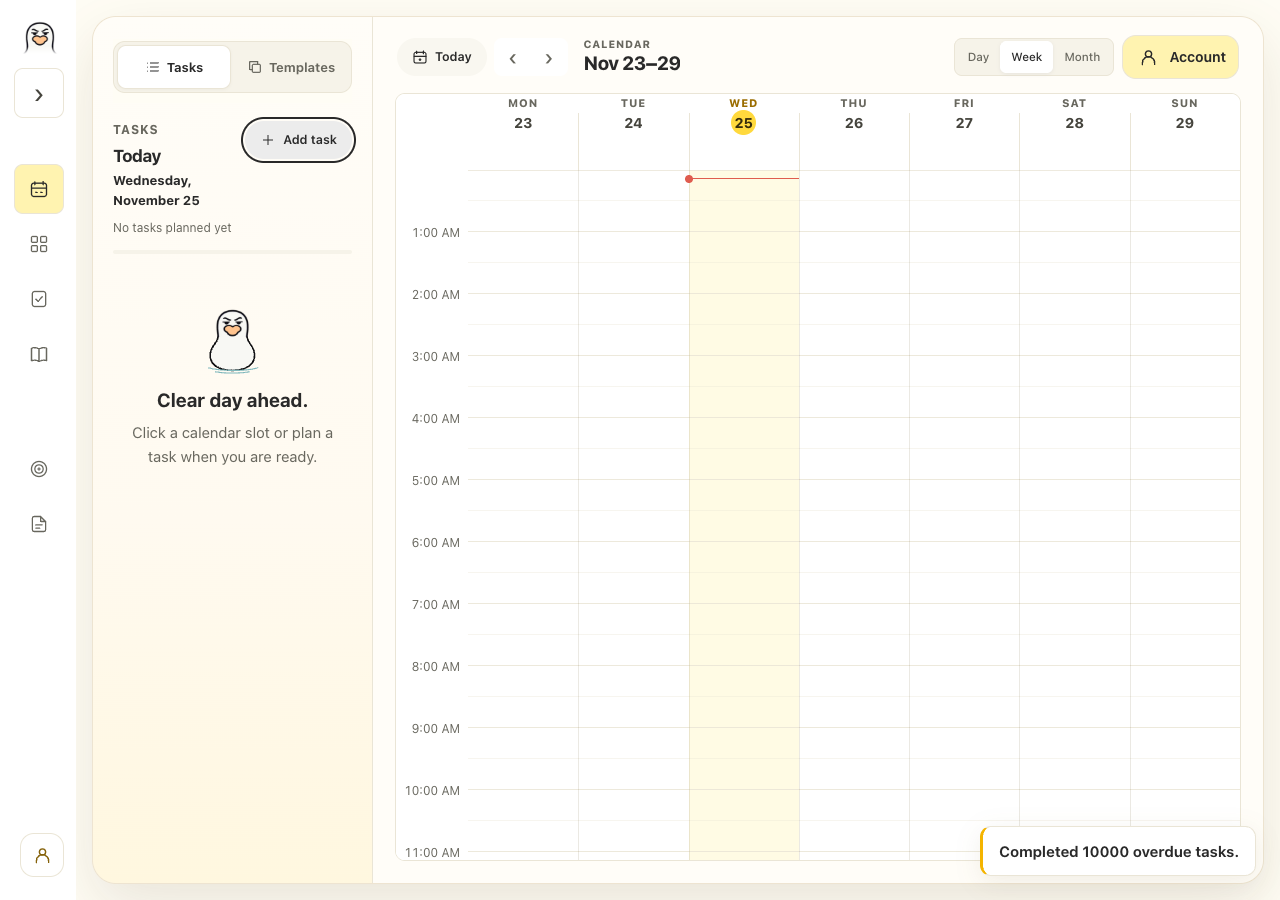 Tasks
Templates
TASKS
Today
Wednesday,
November 25
No tasks planned yet
Add task
Clear day ahead.
Click a calendar slot or plan a
task when you are ready.
Today
CALENDAR
Nov 23–29
Day
Week
Month
Account
MON
TUE
WED
THU
FRI
SAT
SUN
23
24
25
26
27
28
29
1:00 AM
2:00 AM
3:00 AM
4:00 AM
5:00 AM
6:00 AM
7:00 AM
8:00 AM
9:00 AM
10:00 AM
11:00 AM
Completed 10000 overdue tasks.